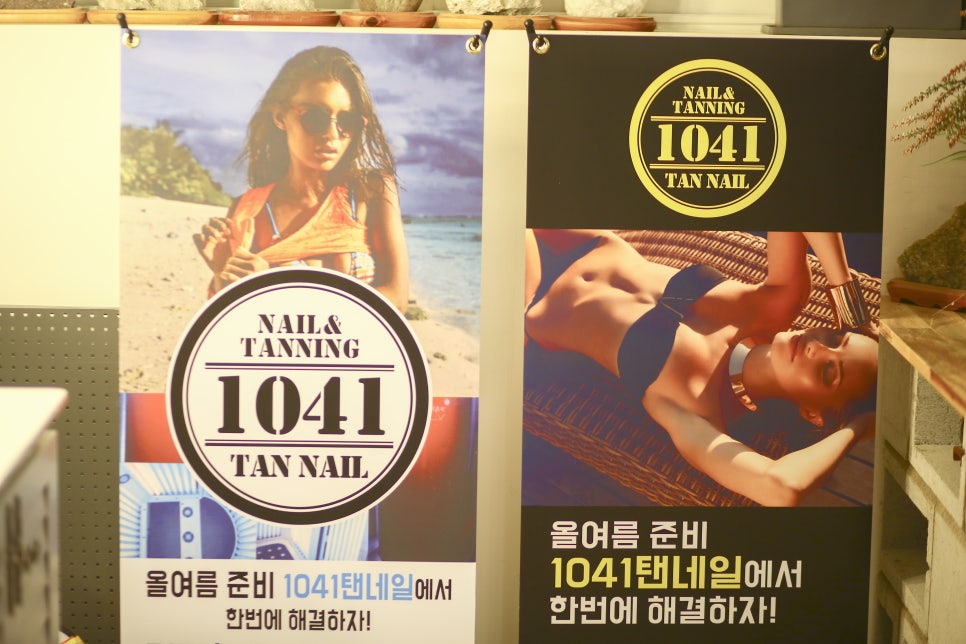 NAIL&
TANNING
1041
TAN NAIL
올여름 준비 1041탠네일에서
한번에 해결하자!
NAIL&
TANNING
1041
TAN NAIL
올여름 준비
1041탠네일에서
한번에 해결하자!